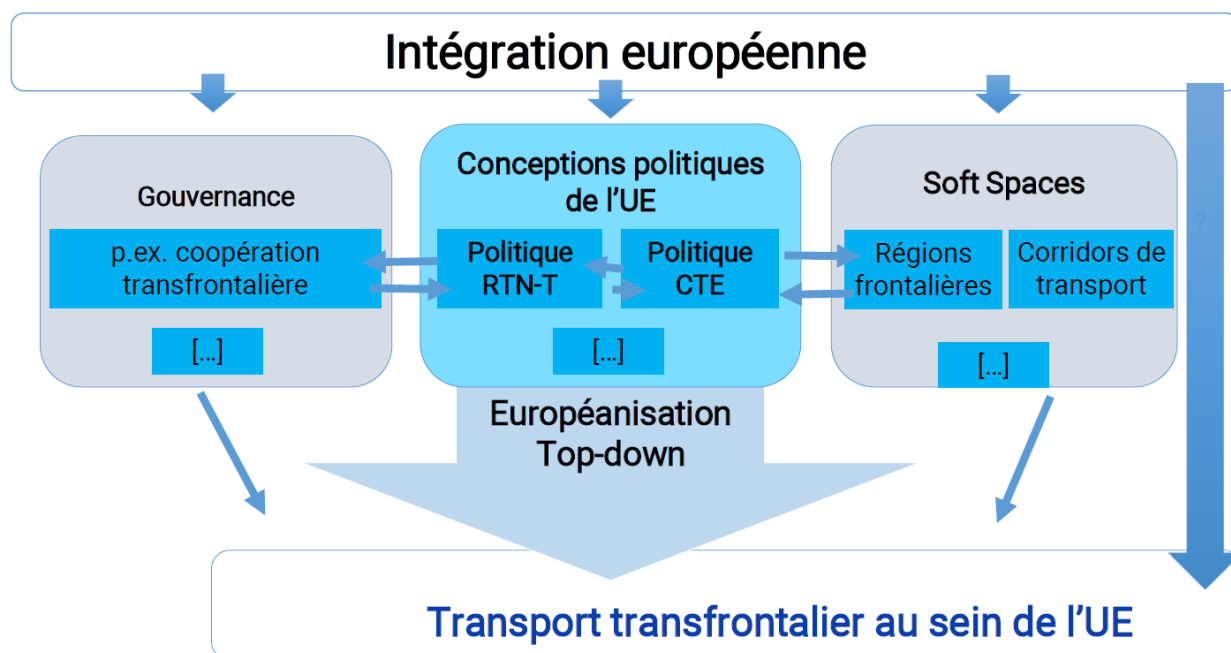 Intégration européenne
Gouvernance
p.ex. coopération
transfrontalière
[...]
Conceptions politiques
de l'UE
Politique
RTN-T
Politique
CTE
[...]
Soft Spaces
Régions
frontalières
Corridors de
transport
[...]
?
Européanisation
Top-down
Transport transfrontalier au sein de l'UE